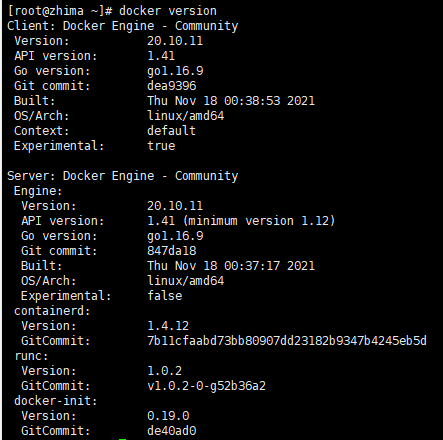 [root@zhima ~]# docker version
Client: Docker Engine - Community
Version: 20.10.11
API version: 1.41
Go version: go1.16.9
Git commit: dea9396
Built: Thu Nov 18 00:38:53 2021
OS/Arch: linux/amd64
Context: default
Experimental: true
Server: Docker Engine - Community
Engine:
Version: 20.10.11
API version: 1.41 (minimum version 1.12)
Go version: go1.16.9
Git commit: 847da18
Built: Thu Nov 18 00:37:17 2021
OS/Arch: linux/amd64
Experimental: false
containerd:
Version: 1.4.12
GitCommit: 7b11cfaabd73bb80907dd23182b9347b4245eb5d
runc:
Version: 1.0.2
GitCommit: v1.0.2-0-g52b36a2
docker-init:
Version: 0.19.0
GitCommit: de40ad0